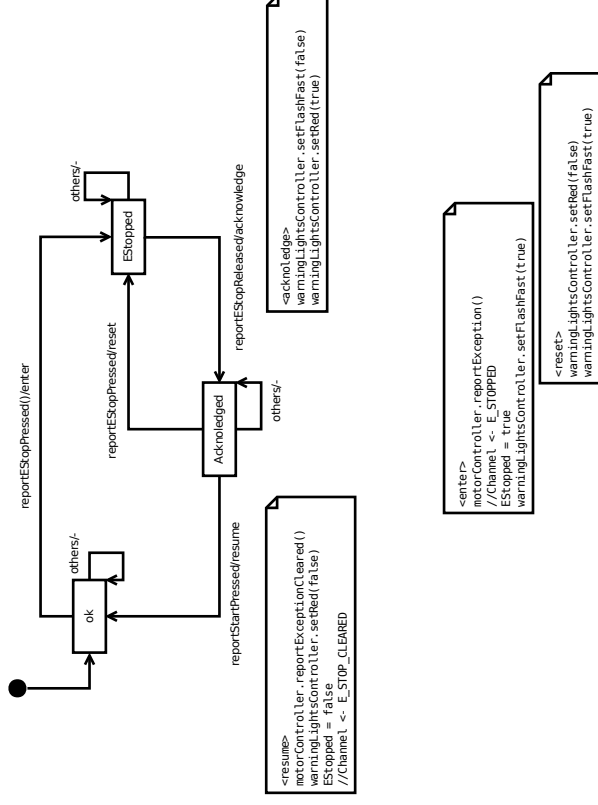 reportEStopPressed()/enter
others/-
ok
others/-
EStopped
reportEStopPressed/reset
reportEStopReleased/acknowledge
Acknoledged
others/-
reportStartPressed/resume
<resume>
motorController.reportExceptionCleared()
warningLightsController.setRed(false)
EStopped = false
//Channel <- E_STOP_CLEARED
<acknoledge>
warningLightsController.setFlashFast(false)
warningLightsController.setRed(true)
<enter>
motorController.reportException()
//Channel <- E_STOPPED
EStopped = true
warningLightsController.setFlashFast(true)
<reset>
warningLightsController.setRed(false)
warningLightsController.setFlashFast(true)